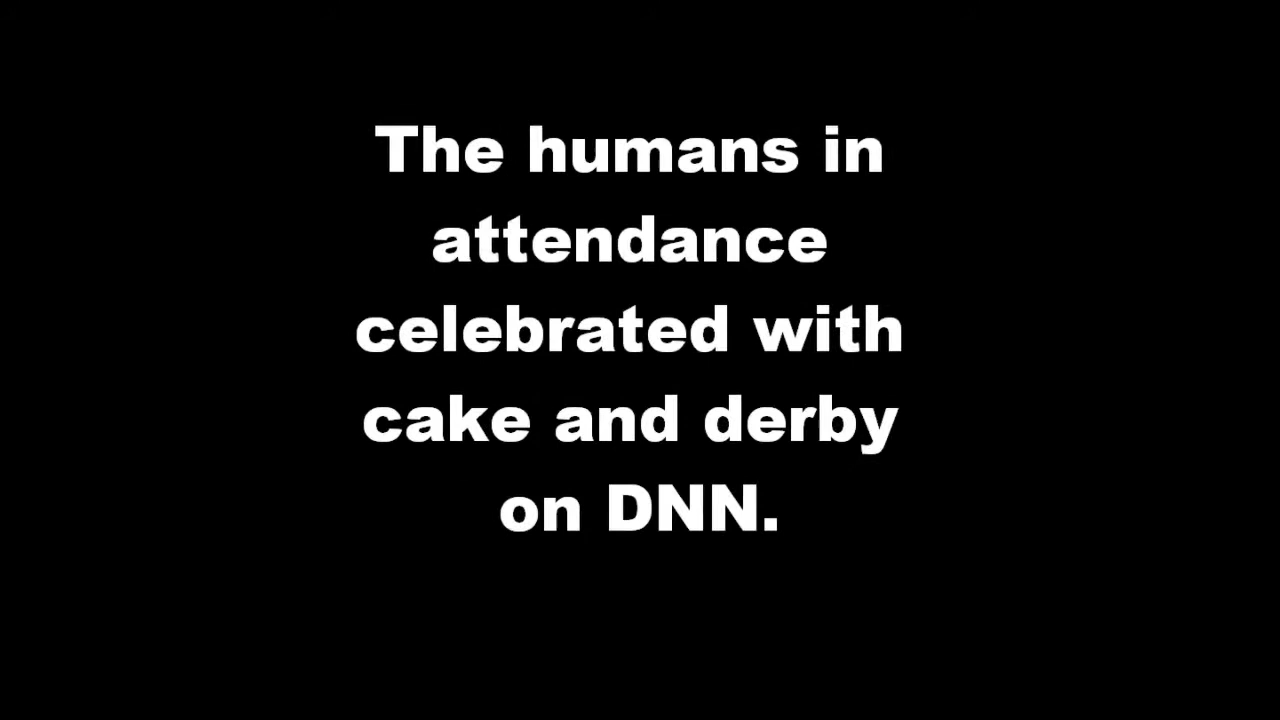 The humans in
attendance
celebrated with
cake and derby
on DNN.